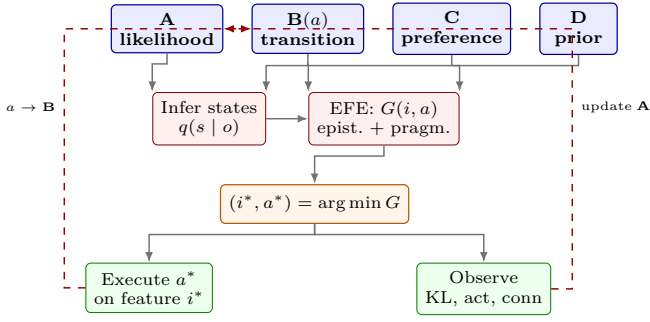 A
likelihood
B(a)
transition
C
preference
D
prior
a → B
Infer states
q(s | o)
EFE: G(i, a)
epist. + pragm.
update A
(i*, a*) = arg min G
Execute a*
on feature i*
Observe
KL, act, conn